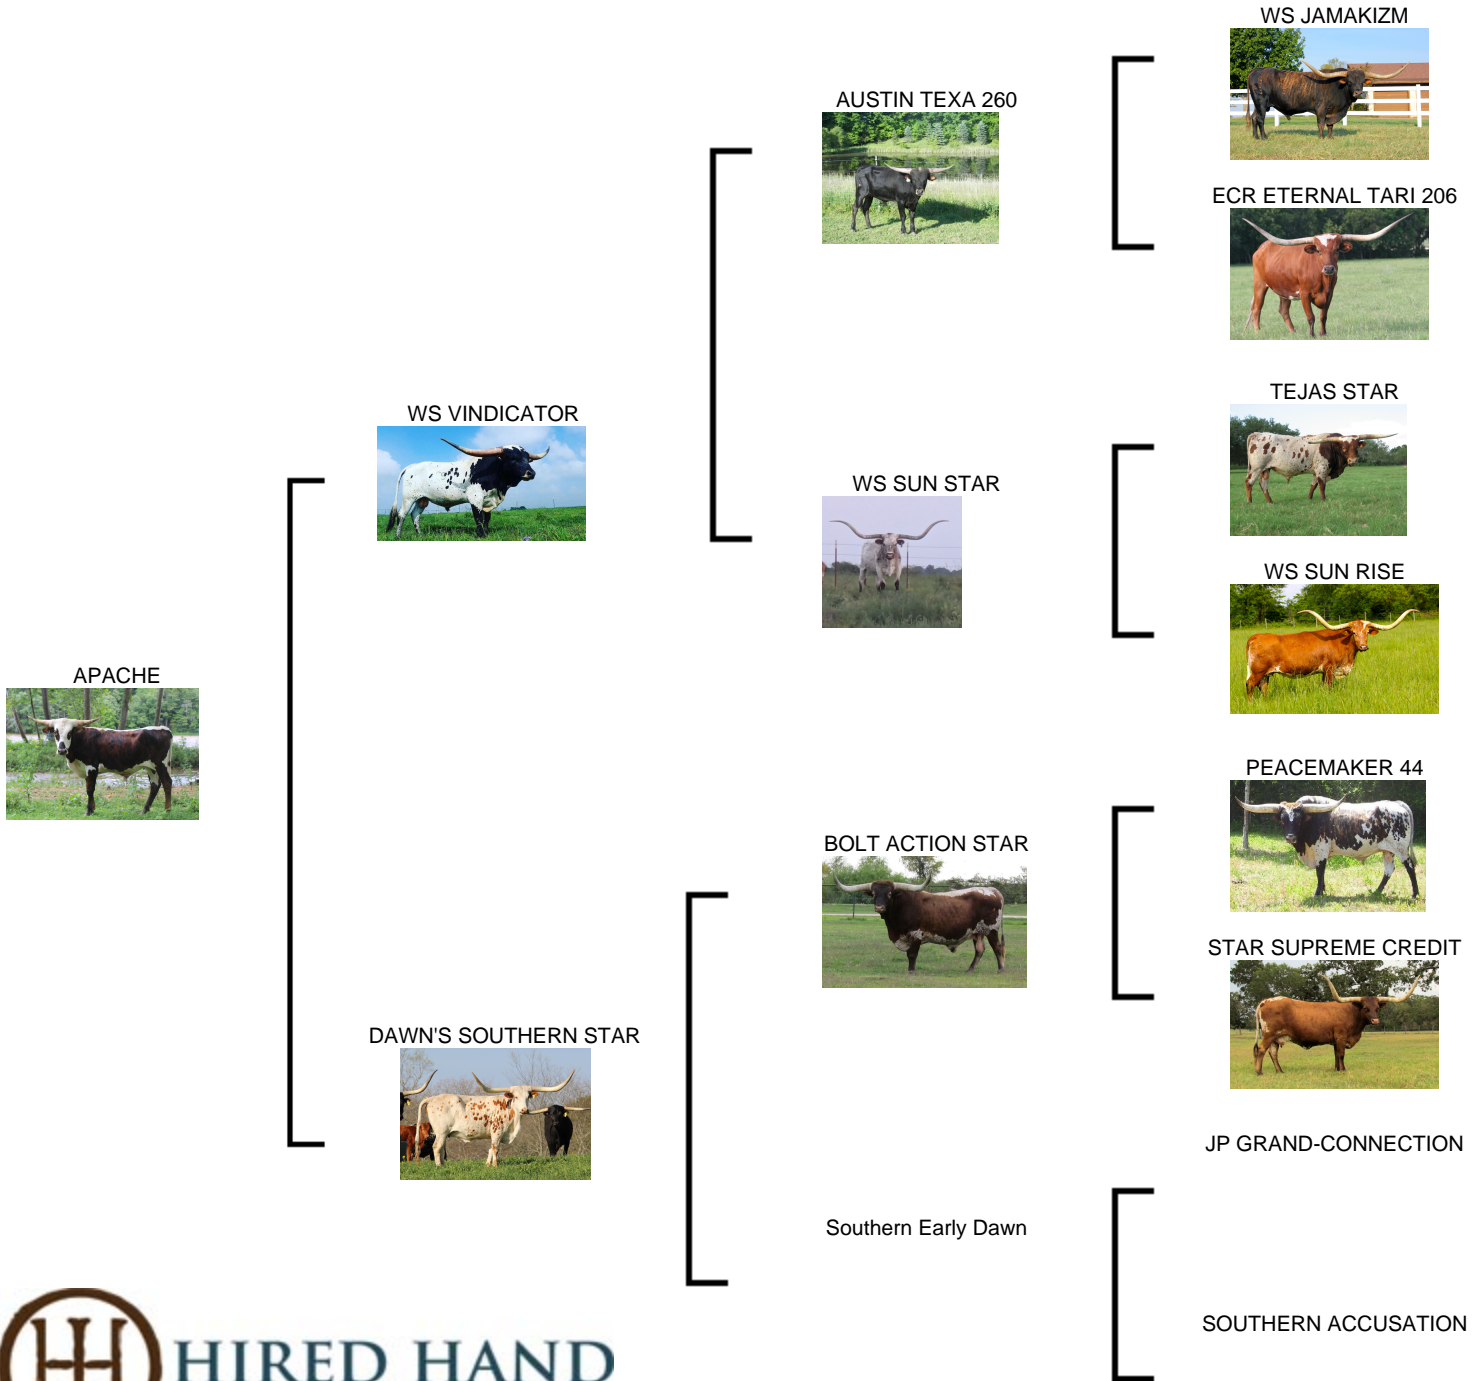 WS JAMAKIZM
AUSTIN TEXA 260
ECR ETERNAL TARI 206
TEJAS STAR
WS VINDICATOR
WS SUN STAR
WS SUN RISE
APACHE
PEACEMAKER 44
BOLT ACTION STAR
STAR SUPREME CREDIT
DAWN'S SOUTHERN STAR
JP GRAND-CONNECTION
Southern Early Dawn
SOUTHERN ACCUSATION
HIRED HAND